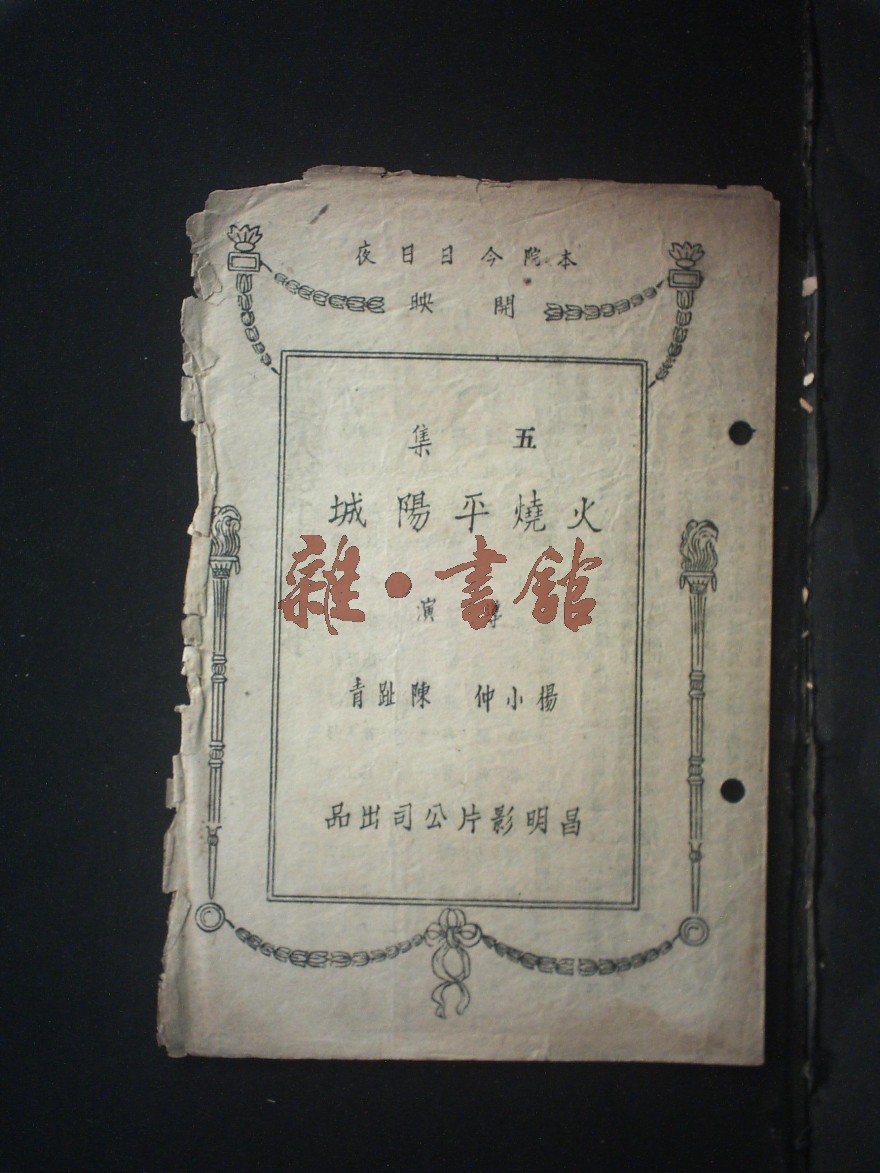 本院今日日夜
開映
五集
火燒平陽城
雜·書館
導演
楊小仲 陳趾青
昌明影片公司出品